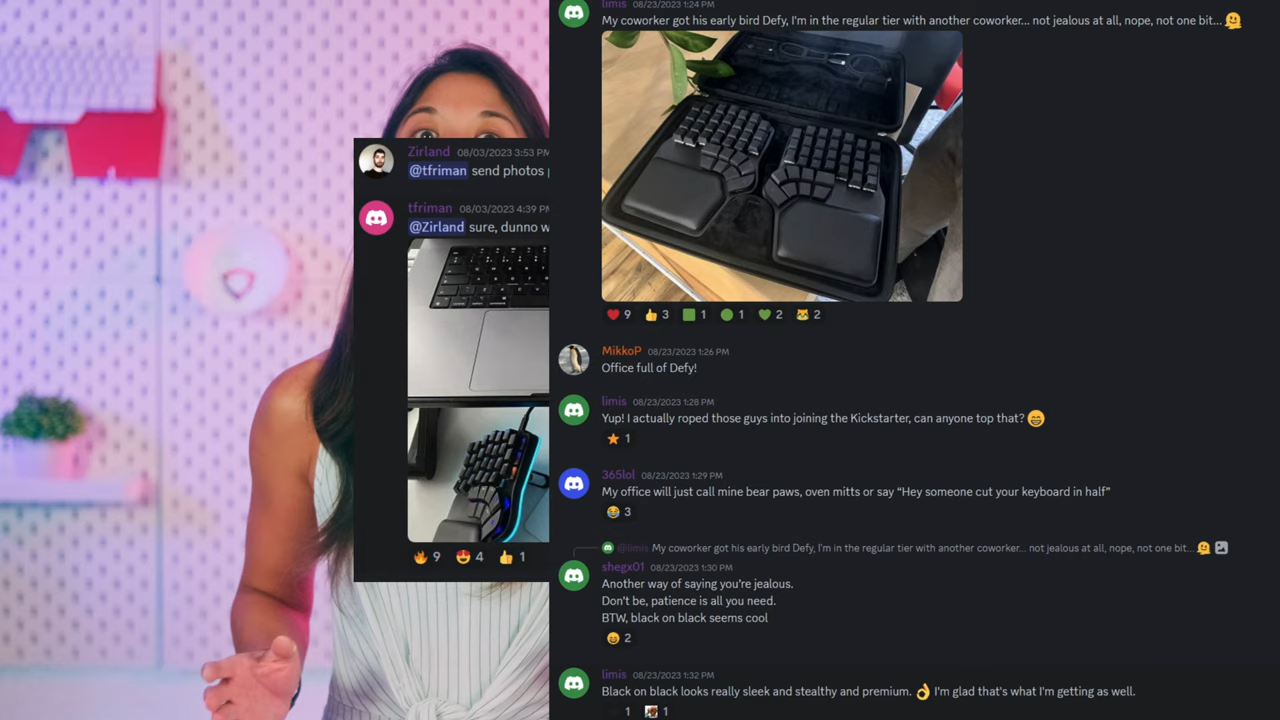 Zirland 08/03/2023 3:53 PM
@tfriman send photos
tfriman 08/03/2023 4:39 PM
@Zirland sure, dunno
9 4 1
limis 08/23/2023 1:24 PM
My coworker got his early bird Defy, I'm in the regular tier with another coworker... not jealous at all, nope, not one bit...
9 3 1 1 2 2
MikkoP 08/23/2023 1:26 PM
Office full of Defy!
limis 08/23/2023 1:28 PM
Yup! I actually roped those guys into joining the Kickstarter, can anyone top that?
1
365lol 08/23/2023 1:29 PM
My office will just call mine bear paws, oven mitts or say “Hey someone cut your keyboard in half”
3
@limis My coworker got his early bird Defy, I'm in the regular tier with another coworker... not jealous at all, nope, not one bit...
shegx01 08/23/2023 1:30 PM
Another way of saying you're jealous.
Don't be, patience is all you need.
BTW, black on black seems cool
2
limis 08/23/2023 1:32 PM
Black on black looks really sleek and stealthy and premium. I'm glad that's what I'm getting as well.
1 1